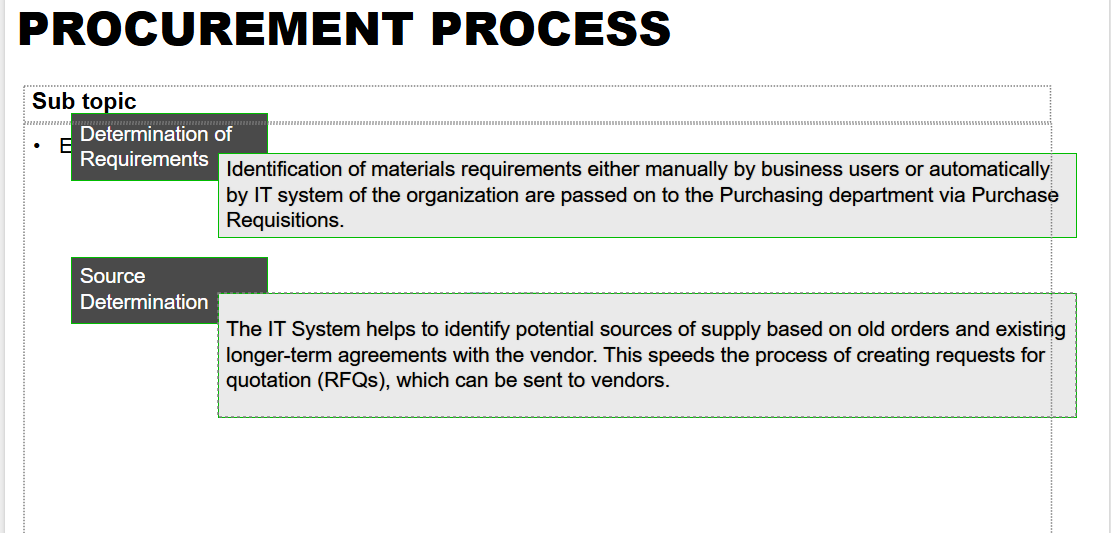 PROCUREMENT PROCESS
Sub topic
• E
Determination of
Requirements
Identification of materials requirements either manually by business users or automatically
by IT system of the organization are passed on to the Purchasing department via Purchase
Requisitions.
Source
Determination
The IT System helps to identify potential sources of supply based on old orders and existing
longer-term agreements with the vendor. This speeds the process of creating requests for
quotation (RFQs), which can be sent to vendors.